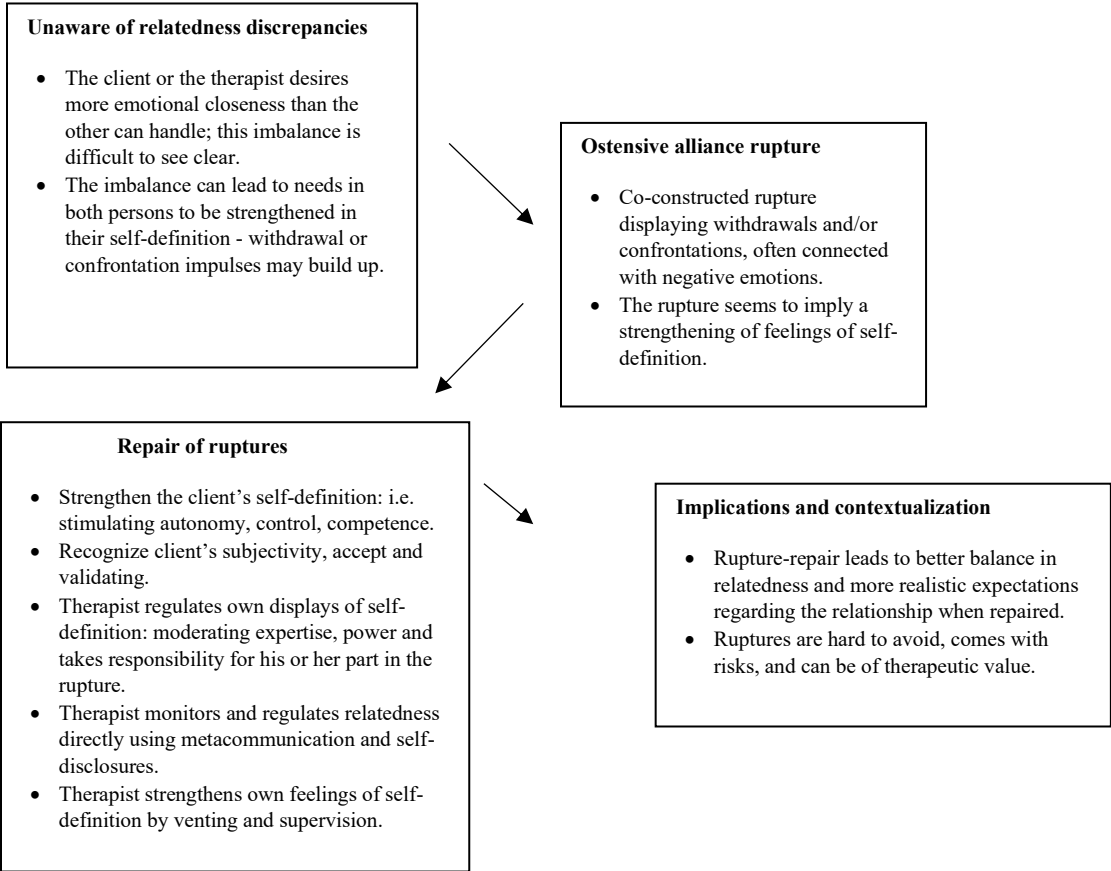 Unaware of relatedness discrepancies
• The client or the therapist desires
more emotional closeness than the
other can handle; this imbalance is
difficult to see clear.
• The imbalance can lead to needs in
both persons to be strengthened in
their self-definition - withdrawal or
confrontation impulses may build up.
Ostensive alliance rupture
• Co-constructed rupture
displaying withdrawals and/or
confrontations, often connected
with negative emotions.
• The rupture seems to imply a
strengthening of feelings of self-
definition.
Repair of ruptures
• Strengthen the client’s self-definition: i.e.
stimulating autonomy, control, competence.
• Recognize client’s subjectivity, accept and
validating.
• Therapist regulates own displays of self-
definition: moderating expertise, power and
takes responsibility for his or her part in the
rupture.
• Therapist monitors and regulates relatedness
directly using metacommunication and self-
disclosures.
• Therapist strengthens own feelings of self-
definition by venting and supervision.
Implications and contextualization
• Rupture-repair leads to better balance in
relatedness and more realistic expectations
regarding the relationship when repaired.
• Ruptures are hard to avoid, comes with
risks, and can be of therapeutic value.